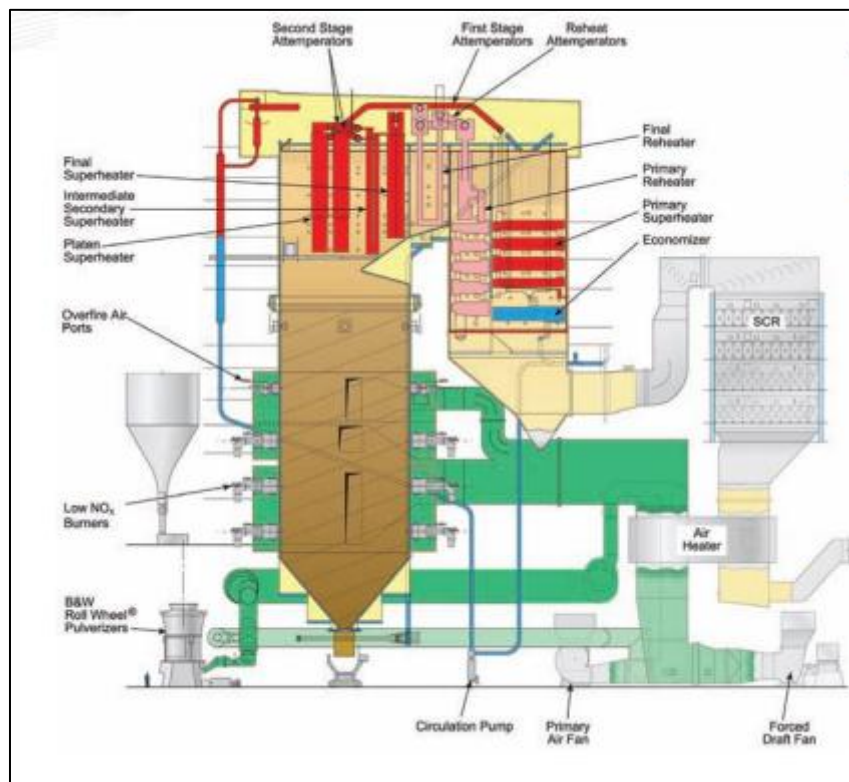 Second Stage
Attemperators
First Stage
Attemperators
Reheat
Attemperators
Final
Reheater
Final
Superheater
Primary
Reheater
Intermediate
Secondary
Superheater
Primary
Superheater
Platen
Superheater
Economizer
Overfire Air
Ports
SCR
Low NOx
Burners
Air
Heater
B&W
Roll Wheel®
Pulverizers
Circulation Pump
Primary
Air Fan
Forced
Draft Fan